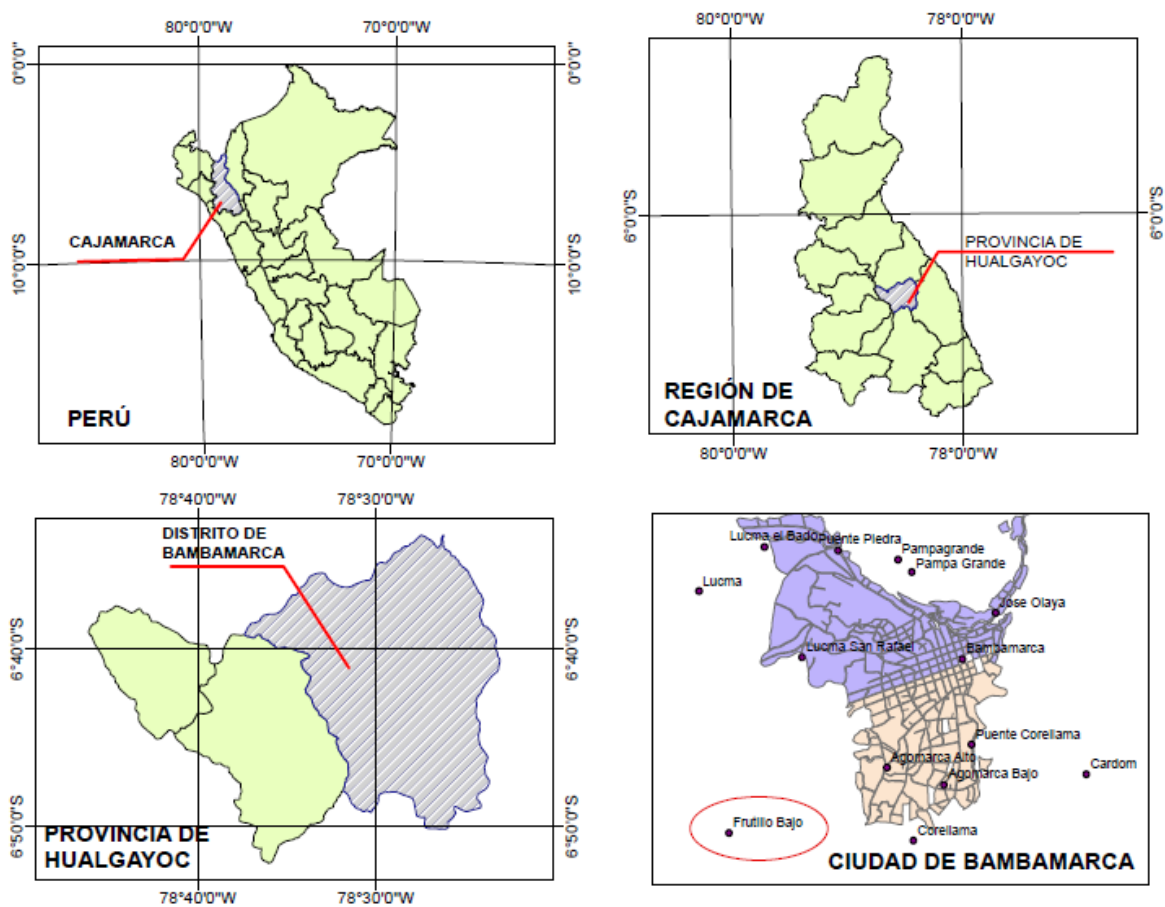 80°0'0"W
70°0'0"W
0°0'0"
0°0'0"
CAJAMARCA
10°0'0"S
10°0'0"S
PERÚ
80°0'0"W
70°0'0"W
80°0'0"W
78°0'0"W
6°0'0"S
6°0'0"S
PROVINCIA DE
HUALGAYOC
REGIÓN DE
CAJAMARCA
80°0'0"W
78°0'0"W
78°40'0"W
78°30'0"W
DISTRITO DE
BAMBAMARCA
6°40'0"S
6°40'0"S
6°50'0"S
6°50'0"S
PROVINCIA DE
HUALGAYOC
78°40'0"W
78°30'0"W
Lucma el Bado
Puente Piedra
Pampagrande
Pampa Grande
Lucma
Jose Olaya
Lucma San Rafael
Bambamarca
Puente Corellama
Agomarca Alto
Cardom
Agomarca Bajo
Frutillo Bajo
Corellama
CIUDAD DE BAMBAMARCA